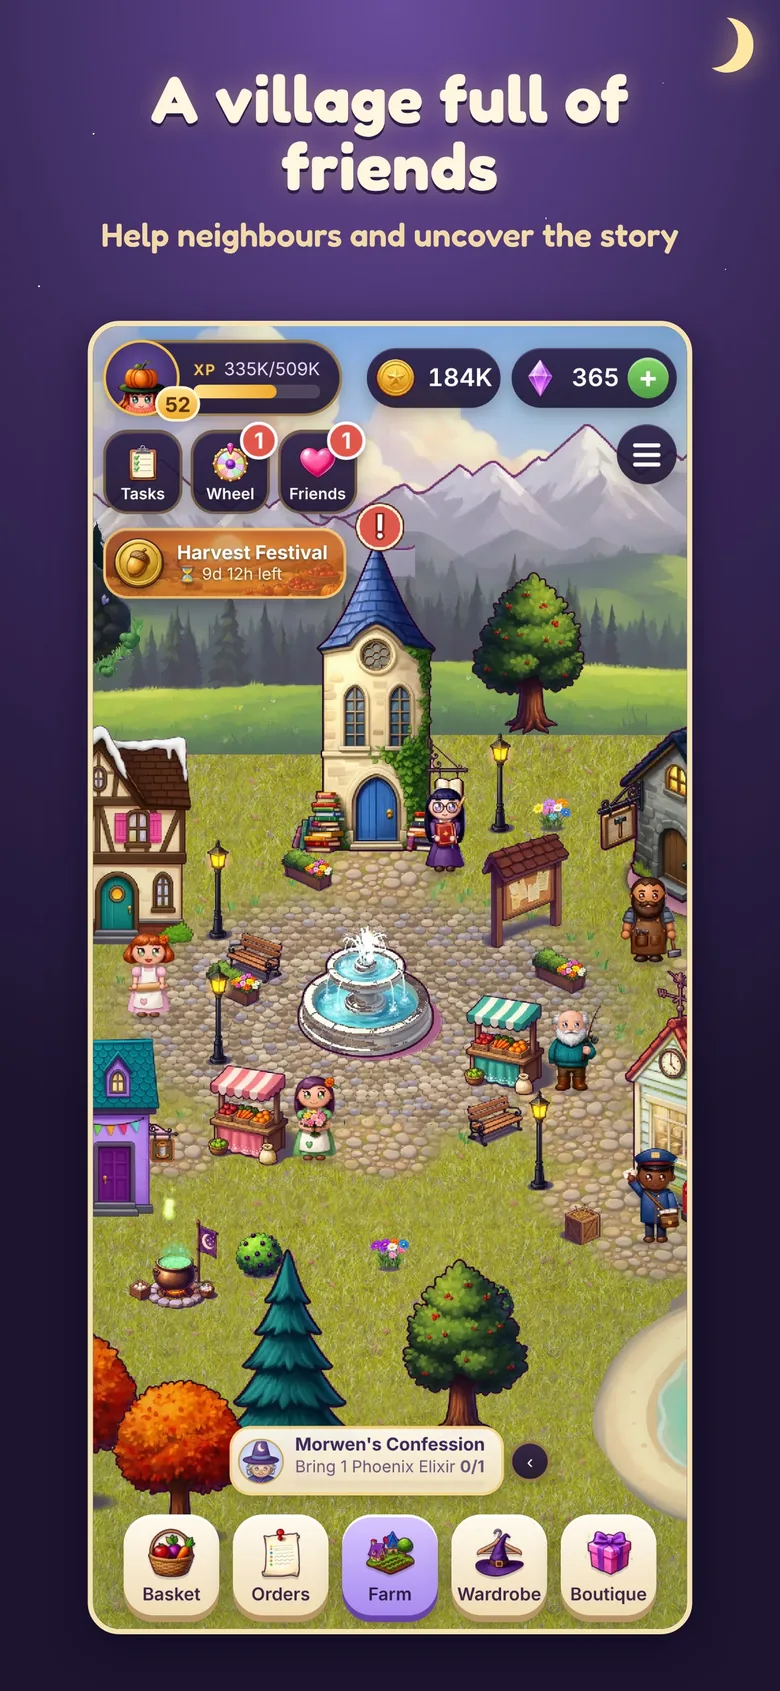 A village full of
friends
Help neighbours and uncover the story
XP 335K/509K
52
184K
365
+
1
1
Tasks
Wheel
Friends
!
Harvest Festival
9d 12h left
Morwen's Confession
Bring 1 Phoenix Elixir 0/1
‹
Basket
Orders
Farm
Wardrobe
Boutique